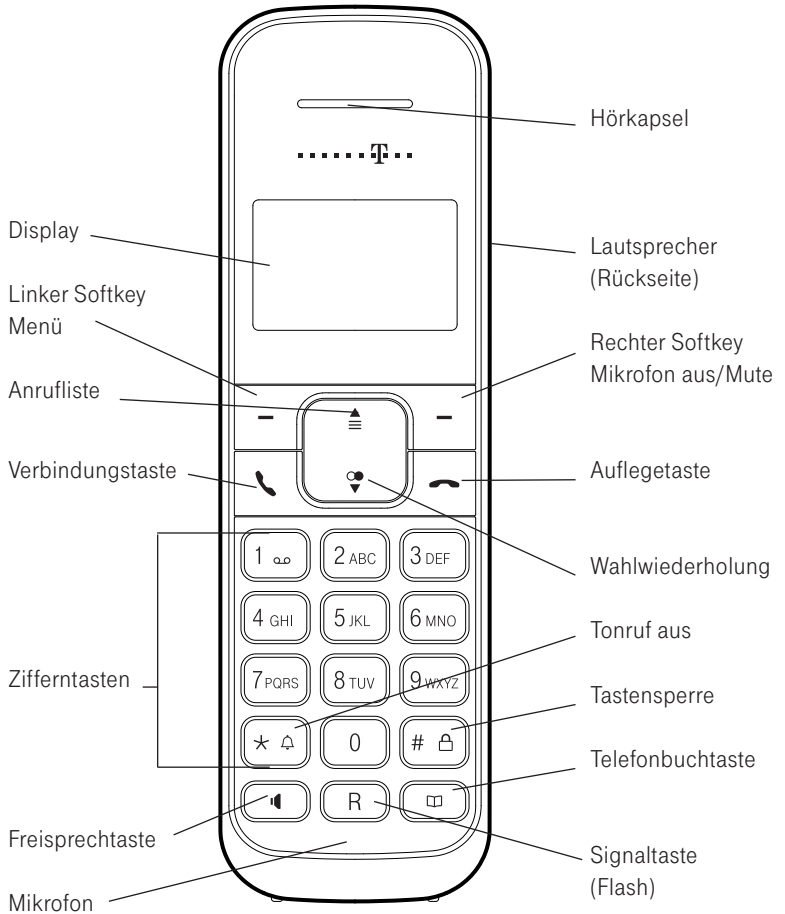 Hörkapsel
T
Display
Lautsprecher
(Rückseite)
Linker Softkey
Menü
Rechter Softkey
Mikrofon aus/Mute
Anrufliste
Verbindungstaste
Auflegetaste
1
2 ABC
3 DEF
Wahlwiederholung
4 GHI
5 JKL
6 MNO
Tonruf aus
Zifferntasten
7 PQRS
8 TUV
9 WXYZ
Tastensperre
*
0
#
Telefonbuchtaste
R
Freisprechtaste
Signaltaste
(Flash)
Mikrofon